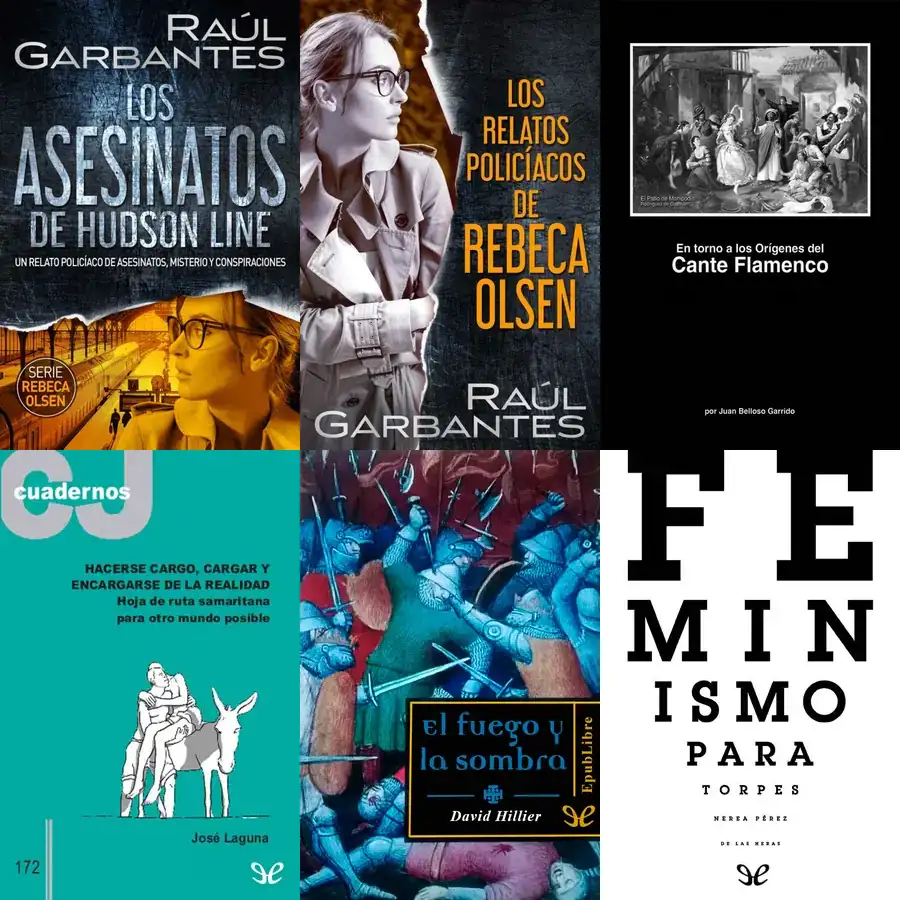 RAÚL
GARBANTES
LOS
ASESINATOS
DE HUDSON LINE
UN RELATO POLICÍACO DE ASESINATOS, MISTERIO Y CONSPIRACIONES
SERIE
REBECA
OLSEN
LOS
RELATOS
POLICÍACOS
DE
REBECA
OLSEN
RAÚL
GARBANTES
El Patio de Monipodio
Rodríguez de Guzmán
En torno a los Orígenes del
Cante Flamenco
por Juan Belloso Garrido
CJ
cuadernos
HACERSE CARGO, CARGAR Y
ENCARGARSE DE LA REALIDAD
Hoja de ruta samaritana
para otro mundo posible
José Laguna
172
El fuego y
la sombra
David Hillier
EpubLibre
FE
MIN
ISMO
PARA
TORPES
NEREA PÉREZ
DE LAS HERAS